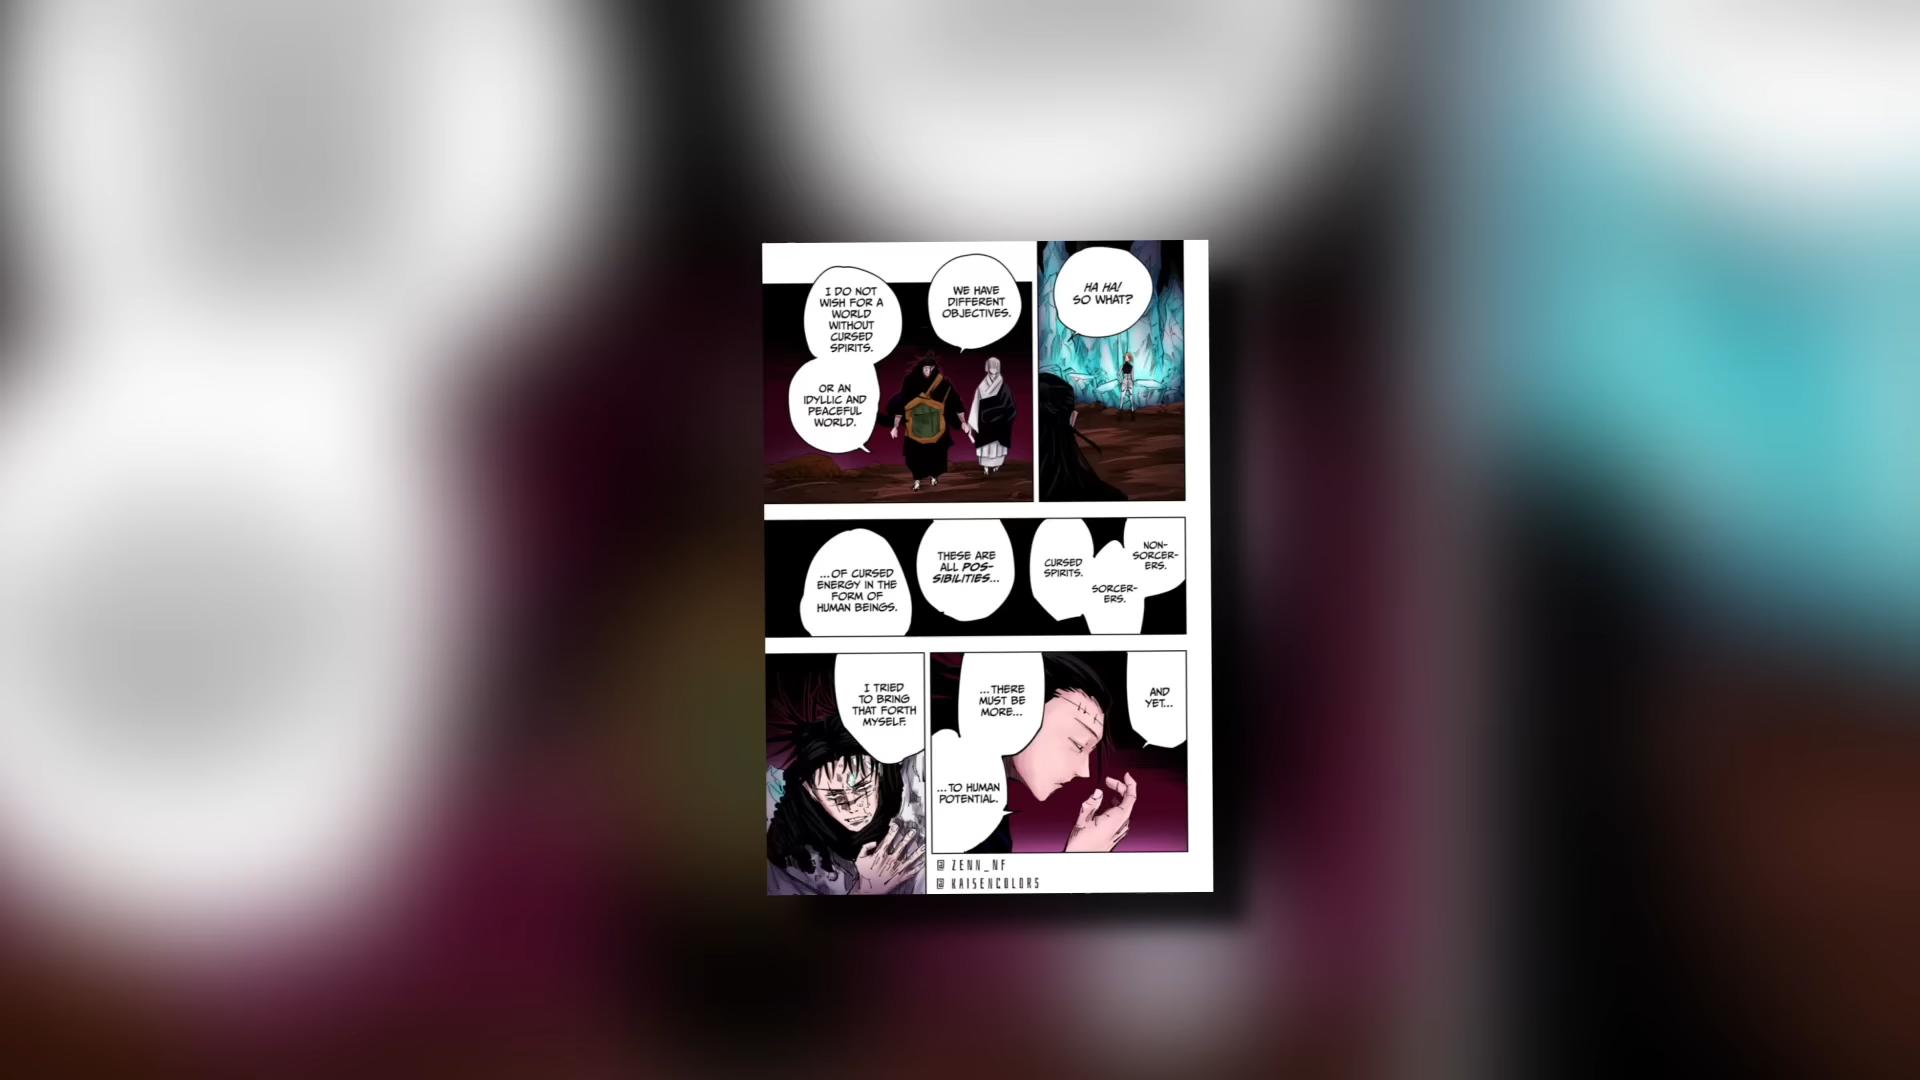 HA HA!
SO WHAT?
WE HAVE
DIFFERENT
OBJECTIVES.
I DO NOT
WISH FOR A
WORLD
WITHOUT
CURSED
SPIRITS.
OR AN
IDYLLIC AND
PEACEFUL
WORLD.
NON-
SORCER-
ERS.
SORCER-
ERS.
CURSED
SPIRITS.
THESE ARE
ALL POS-
SIBILITIES...
...OF CURSED
ENERGY IN THE
FORM OF
HUMAN BEINGS.
AND
YET...
...THERE
MUST BE
MORE...
...TO HUMAN
POTENTIAL.
I TRIED
TO BRING
THAT FORTH
MYSELF.
@ZENN_NF
@KAISENCOLORS